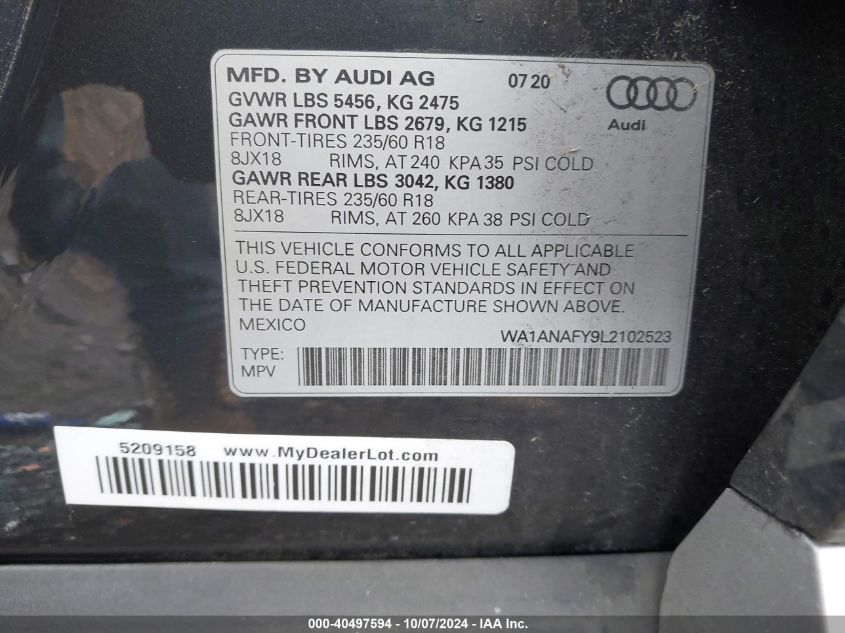 MFD. BY AUDI AG 07 20
GVWR LBS 5456, KG 2475
GAWR FRONT LBS 2679, KG 1215
Audi
FRONT-TIRES 235/60 R18
8JX18 RIMS, AT 240 KPA 35 PSI COLD
GAWR REAR LBS 3042, KG 1380
REAR-TIRES 235/60 R18
8JX18 RIMS, AT 260 KPA 38 PSI COLD
THIS VEHICLE CONFORMS TO ALL APPLICABLE
U.S. FEDERAL MOTOR VEHICLE SAFETY AND
THEFT PREVENTION STANDARDS IN EFFECT ON
THE DATE OF MANUFACTURE SHOWN ABOVE.
MEXICO
WA1ANAFY9L2102523
TYPE:
MPV
5209158 www.MyDealerLot.com
000-40497594 - 10/07/2024 - IAA Inc.